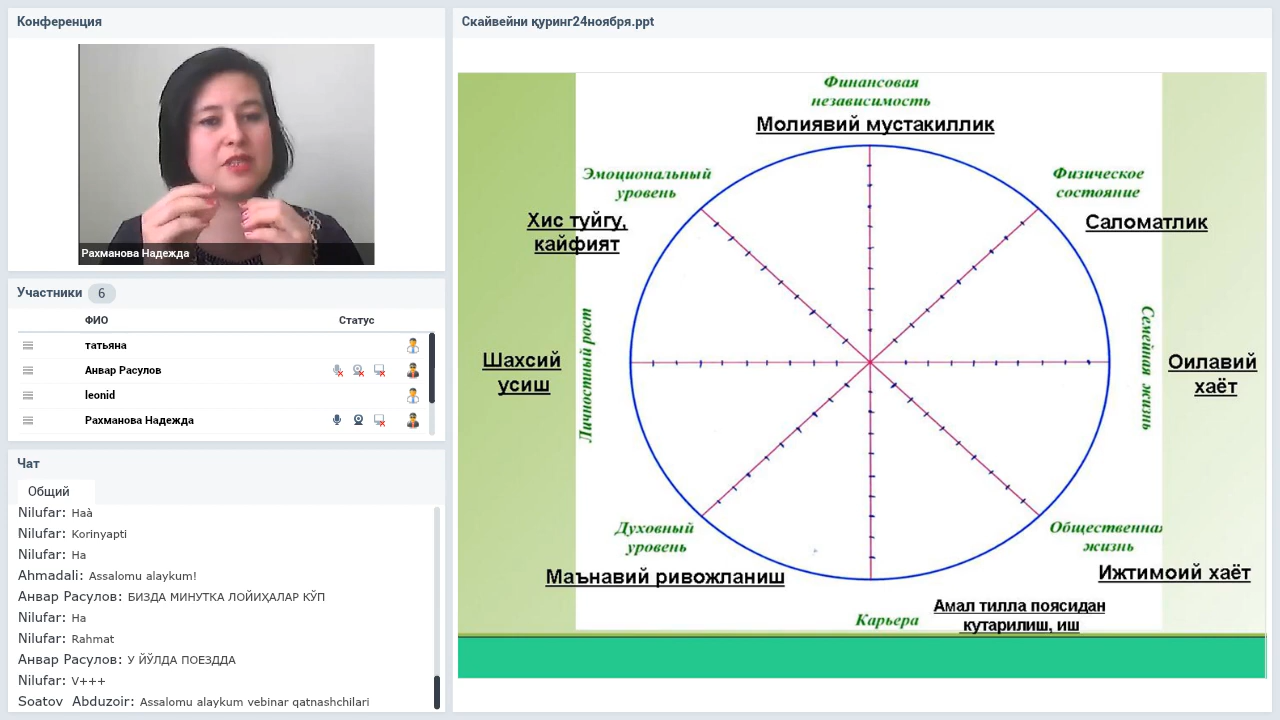 Конференция
Рахманова Надежда
Участники 6
ФИО Статус
татьяна
Анвар Расулов
leonid
Рахманова Надежда
Чат
Общий
Nilufar: Haà
Nilufar: Korinyapti
Nilufar: Ha
Ahmadali: Assalomu alaykum!
Анвар Расулов: БИЗДА МИНУТКА ЛОЙИҲАЛАР КЎП
Nilufar: Ha
Nilufar: Rahmat
Анвар Расулов: У ЙЎЛДА ПОЕЗДДА
Nilufar: V+++
Soatov Abduzoir: Assalomu alaykum vebinar qatnashchilari
Скайвейни қуринг24ноября.ppt
Финансовая
независимость
Молиявий мустакиллик
Эмоциональный
уровень
Хис туйгу,
кайфият
Физическое
состояние
Саломатлик
Личностный рост
Шахсий
усиш
Семейная жизнь
Оилавий
хаёт
Духовный
уровень
Маънавий ривожланиш
Общественная
жизнь
Ижтимоий хаёт
Карьера
Амал тилла поясидан
кутарилиш, иш